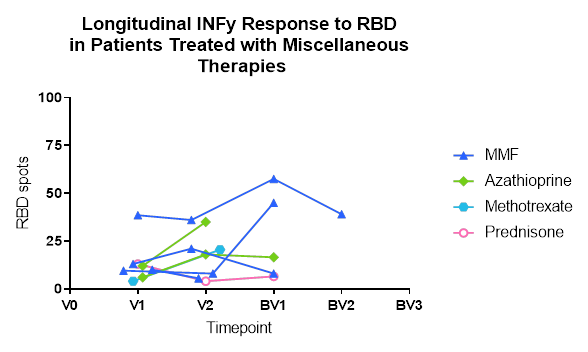 Longitudinal INFy Response to RBD
in Patients Treated with Miscellaneous
Therapies
100
75
50
25
0
RBD spots
V0 V1 V2 BV1 BV2 BV3
Timepoint
MMF
Azathioprine
Methotrexate
Prednisone